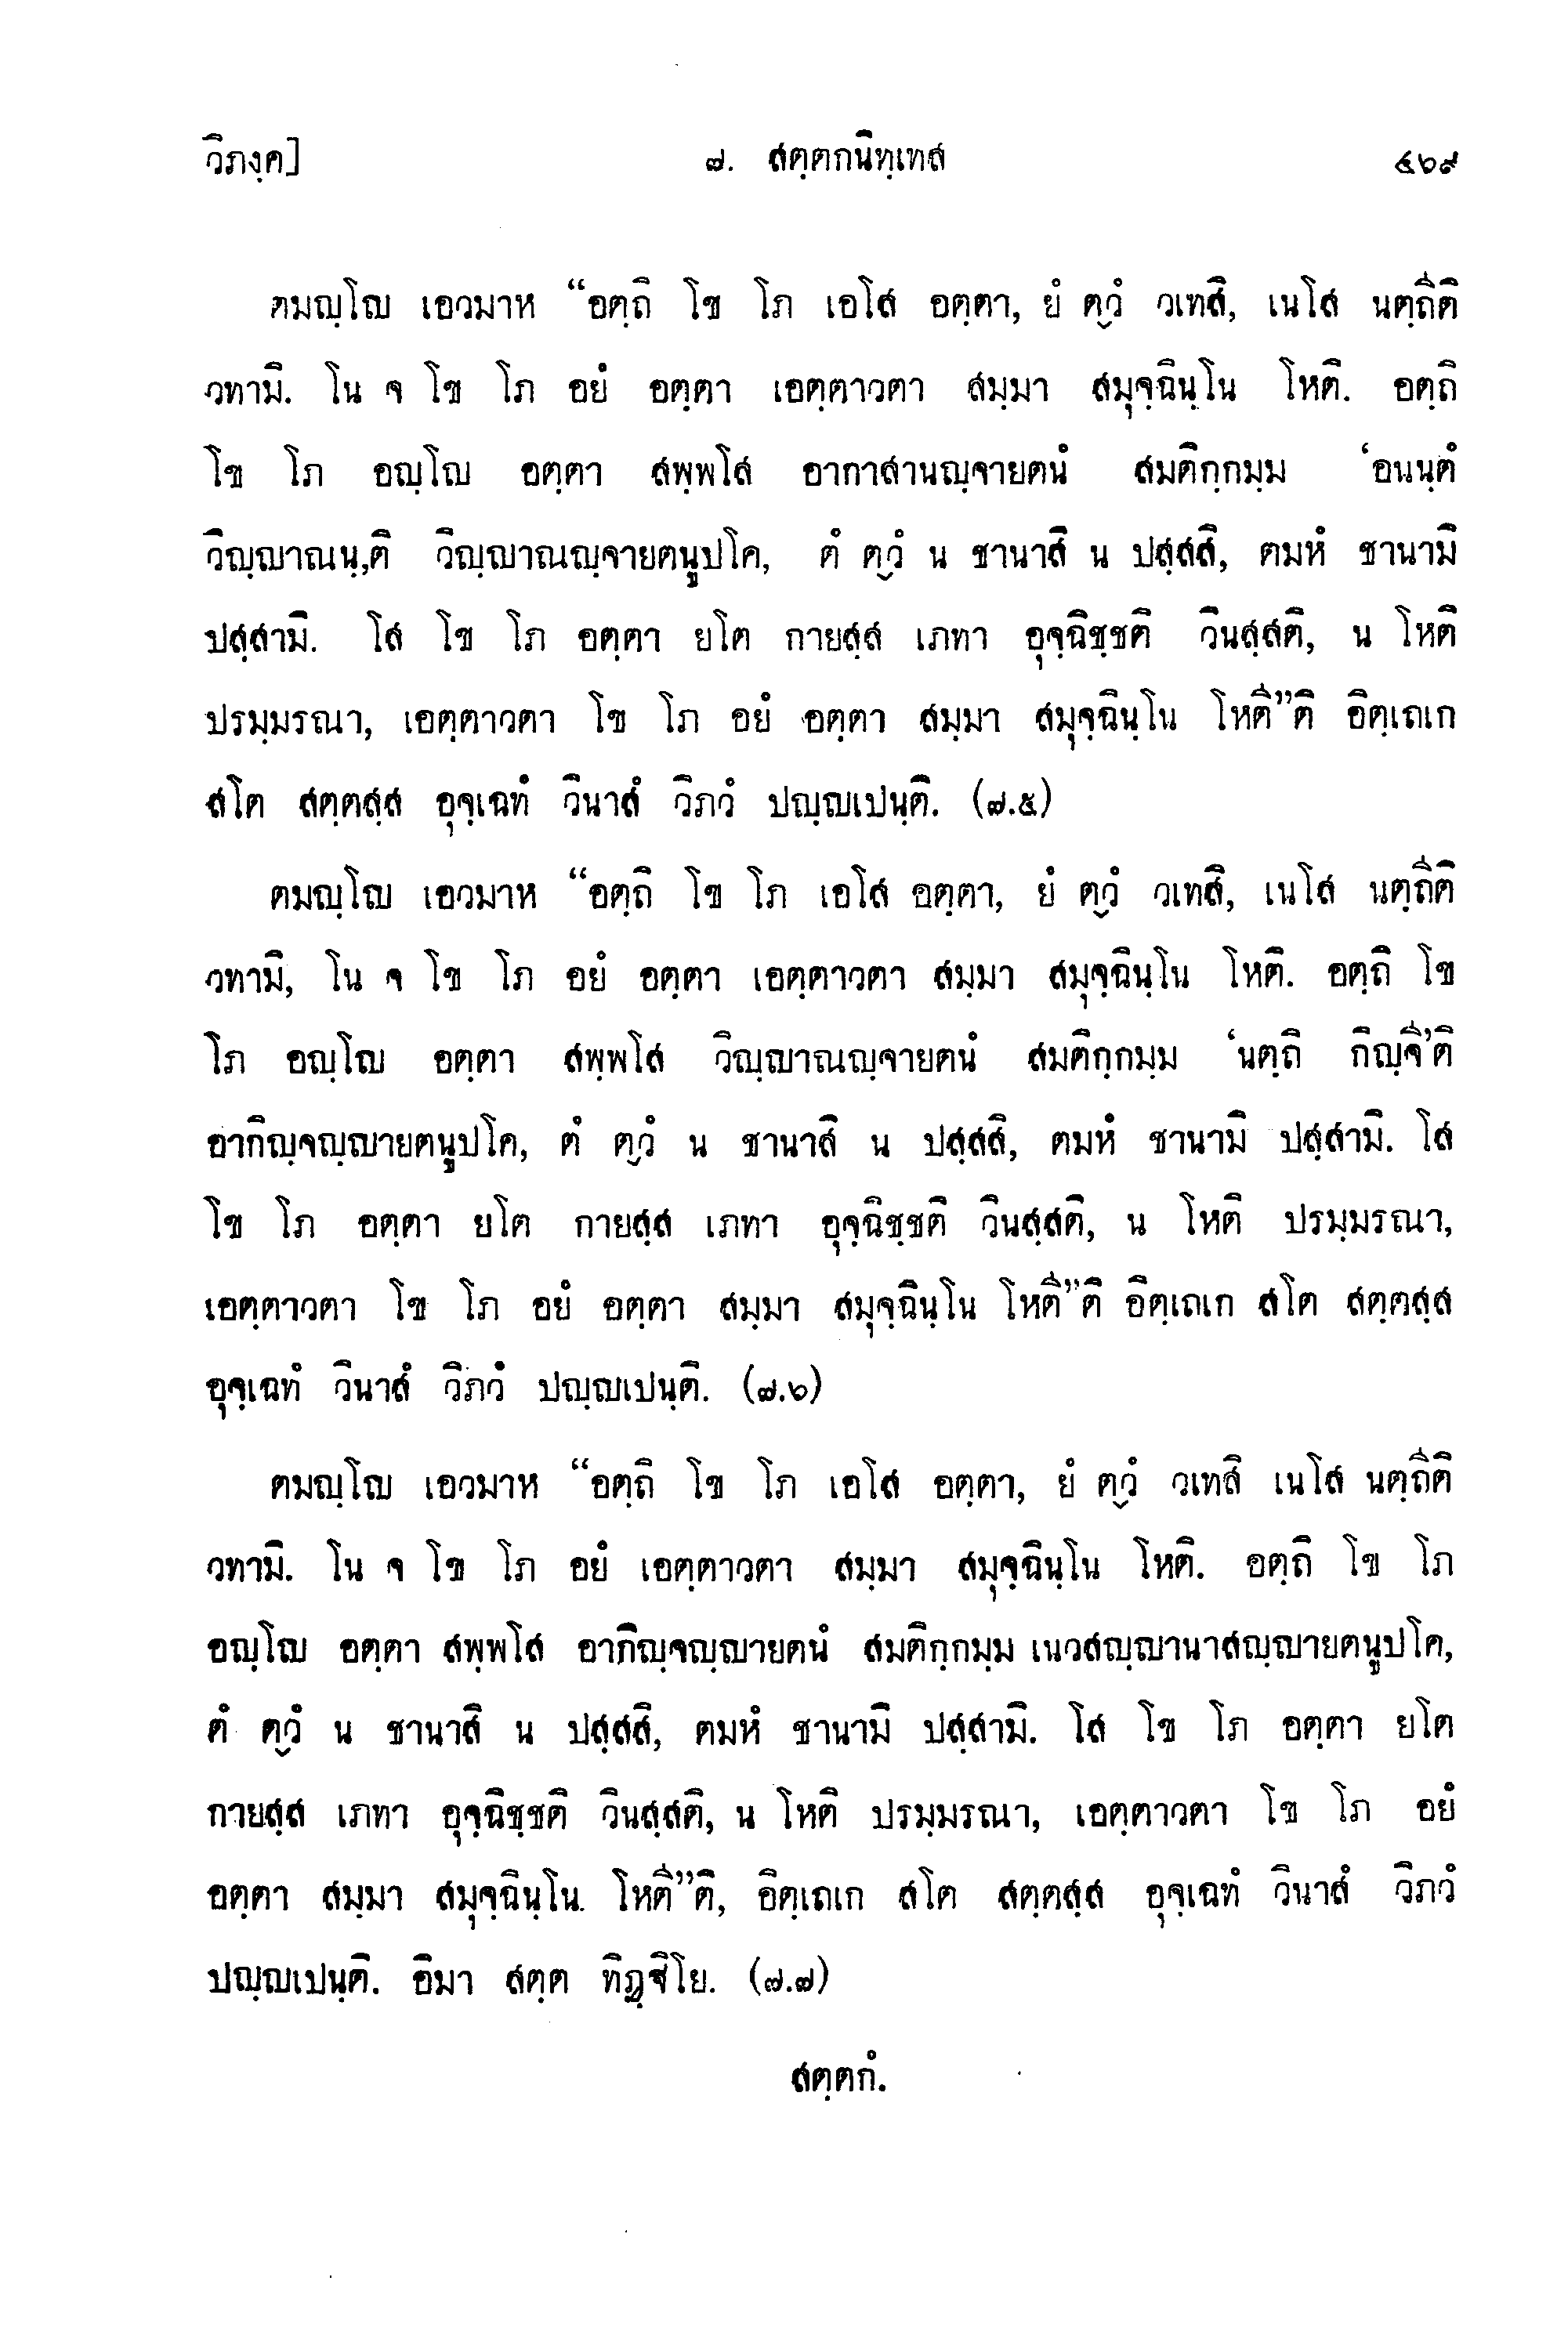 วิภงฺค]
๗. สตฺตกนิทฺเทส
๔๖๙
ตมญฺโญ เอวมาห “อตฺถิ โข โภ เอโส อตฺตา, ยํ ตฺวํ วเทสิ, เนโส นตฺถีติ
วทามิ. โน จ โข โภ อยํ อตฺตา เอตฺตาวตา สมฺมา สมุจฺฉินฺโน โหติ. อตฺถิ
โข โภ อญฺโญ อตฺตา สพฺพโส อากาสานญฺจายตนํ สมติกฺกมฺม ‘อนนฺตํ
วิญฺญาณนฺ,ติ วิญฺญาณญฺจายตนูปโค, ตํ ตฺวํ น ชานาสิ น ปสฺสสิ, ตมหํ ชานามิ
ปสฺสามิ. โส โข โภ อตฺตา ยโต กายสฺส เภทา อุจฺฉิชฺชติ วินสฺสติ, น โหติ
ปรมฺมรณา, เอตฺตาวตา โข โภ อยํ อตฺตา สมฺมา สมุจฺฉินฺโน โหตี”ติ อิตฺเถเก
สโต สตฺตสฺส อุจฺเฉทํ วินาสํ วิภวํ ปญฺญเปนฺติ. (๗.๕)
ตมญฺโญ เอวมาห “อตฺถิ โข โภ เอโส อตฺตา, ยํ ตฺวํ วเทสิ, เนโส นตฺถีติ
วทามิ, โน จ โข โภ อยํ อตฺตา เอตฺตาวตา สมฺมา สมุจฺฉินฺโน โหติ. อตฺถิ โข
โภ อญฺโญ อตฺตา สพฺพโส วิญฺญาณญฺจายตนํ สมติกฺกมฺม ‘นตฺถิ กิญฺจี’ติ
อากิญฺจญฺญายตนูปโค, ตํ ตฺวํ น ชานาสิ น ปสฺสสิ, ตมหํ ชานามิ ปสฺสามิ. โส
โข โภ อตฺตา ยโต กายสฺส เภทา อุจฺฉิชฺชติ วินสฺสติ, น โหติ ปรมฺมรณา,
เอตฺตาวตา โข โภ อยํ อตฺตา สมฺมา สมุจฺฉินฺโน โหตี”ติ อิตฺเถเก สโต สตฺตสฺส
อุจฺเฉทํ วินาสํ วิภวํ ปญฺญเปนฺติ. (๗.๖)
ตมญฺโญ เอวมาห “อตฺถิ โข โภ เอโส อตฺตา, ยํ ตฺวํ วเทสิ เนโส นตฺถีติ
วทามิ. โน จ โข โภ อยํ เอตฺตาวตา สมฺมา สมุจฺฉินฺโน โหติ. อตฺถิ โข โภ
อญฺโญ อตฺตา สพฺพโส อากิญฺจญฺญายตนํ สมติกฺกมฺม เนวสญฺญานาสญฺญายตนูปโค,
ตํ ตฺวํ น ชานาสิ น ปสฺสสิ, ตมหํ ชานามิ ปสฺสามิ. โส โข โภ อตฺตา ยโต
กายสฺส เภทา อุจฺฉิชฺชติ วินสฺสติ, น โหติ ปรมฺมรณา, เอตฺตาวตา โข โภ อยํ
อตฺตา สมฺมา สมุจฺฉินฺโน โหตี”ติ, อิตฺเถเก สโต สตฺตสฺส อุจฺเฉทํ วินาสํ วิภวํ
ปญฺญเปนฺติ. อิมา สตฺต ทิฏฺฐิโย. (๗.๗)
สตฺตกํ.